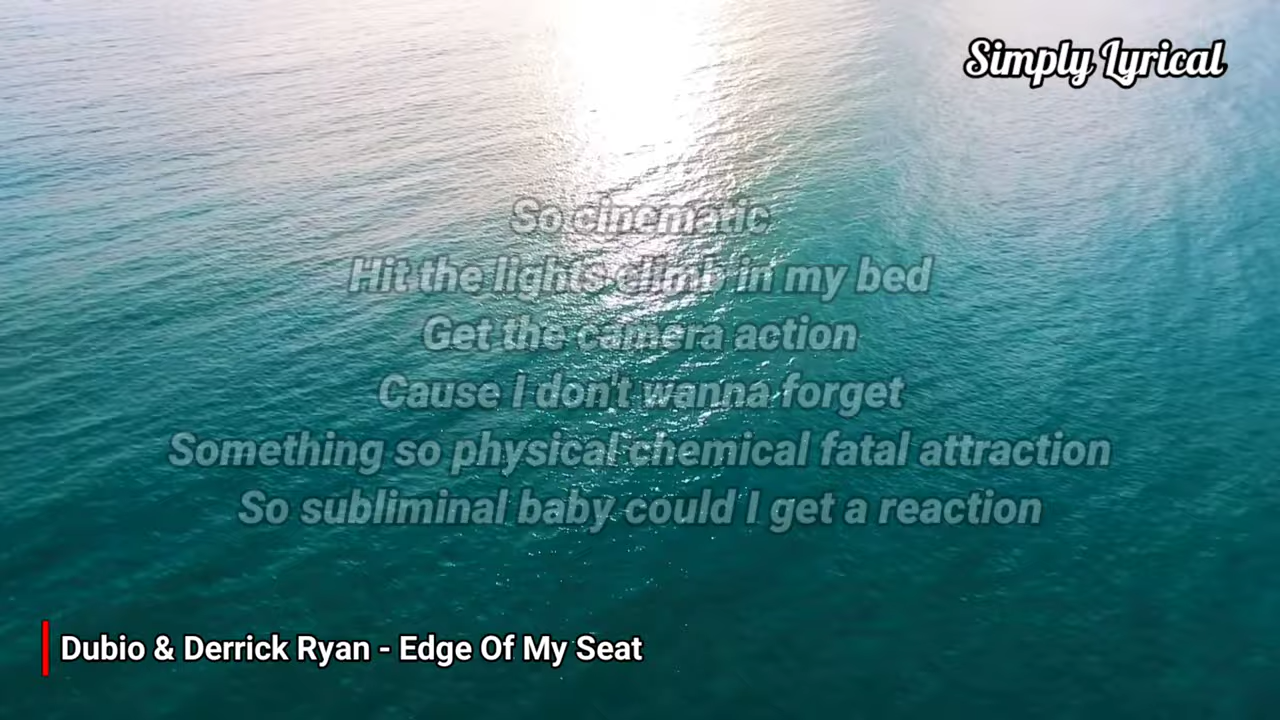 Simply Lyrical
So cinematic
Hit the lights climb in my bed
Get the camera action
Cause I don't wanna forget
Something so physical chemical fatal attraction
So subliminal baby could I get a reaction
Dubio & Derrick Ryan - Edge Of My Seat